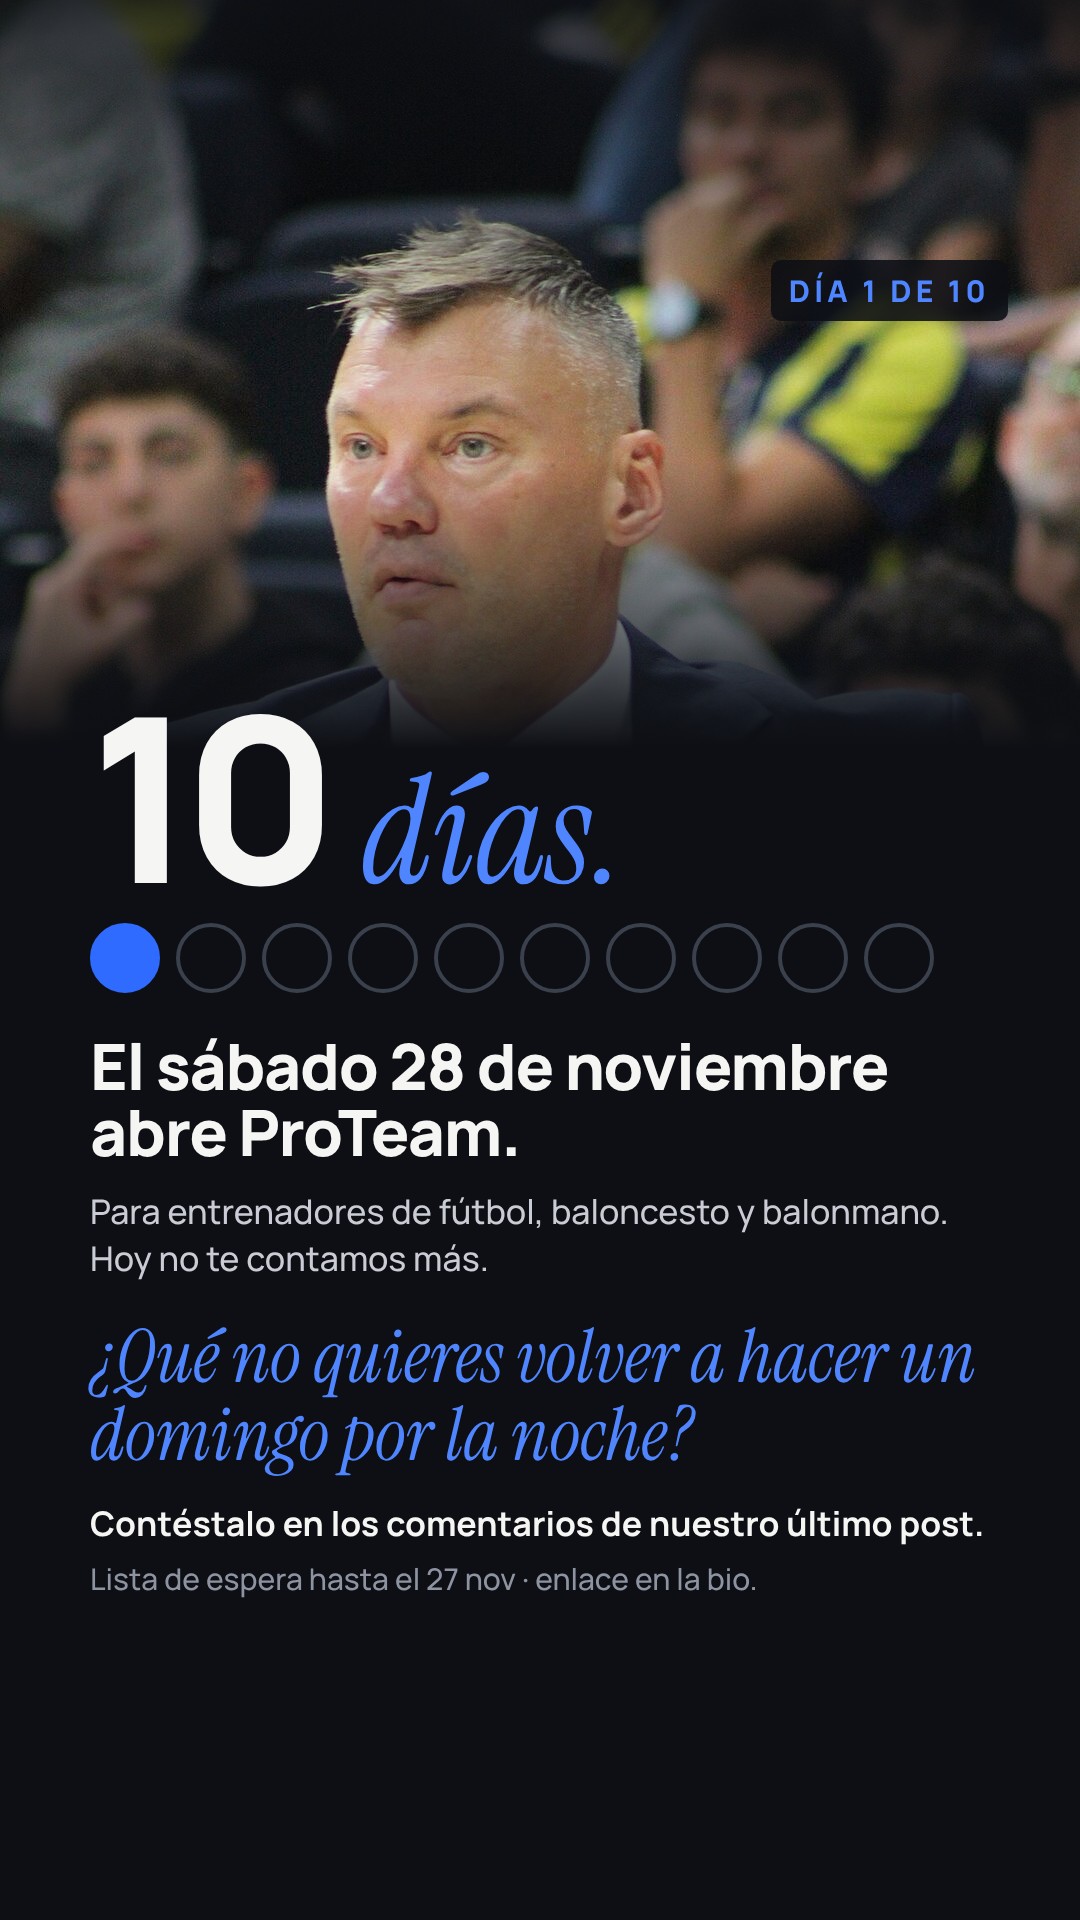 DÍA 1 DE 10
10 días.
El sábado 28 de noviembre
abre ProTeam.
Para entrenadores de fútbol, baloncesto y balonmano.
Hoy no te contamos más.
¿Qué no quieres volver a hacer un
domingo por la noche?
Contéstalo en los comentarios de nuestro último post.
Lista de espera hasta el 27 nov · enlace en la bio.